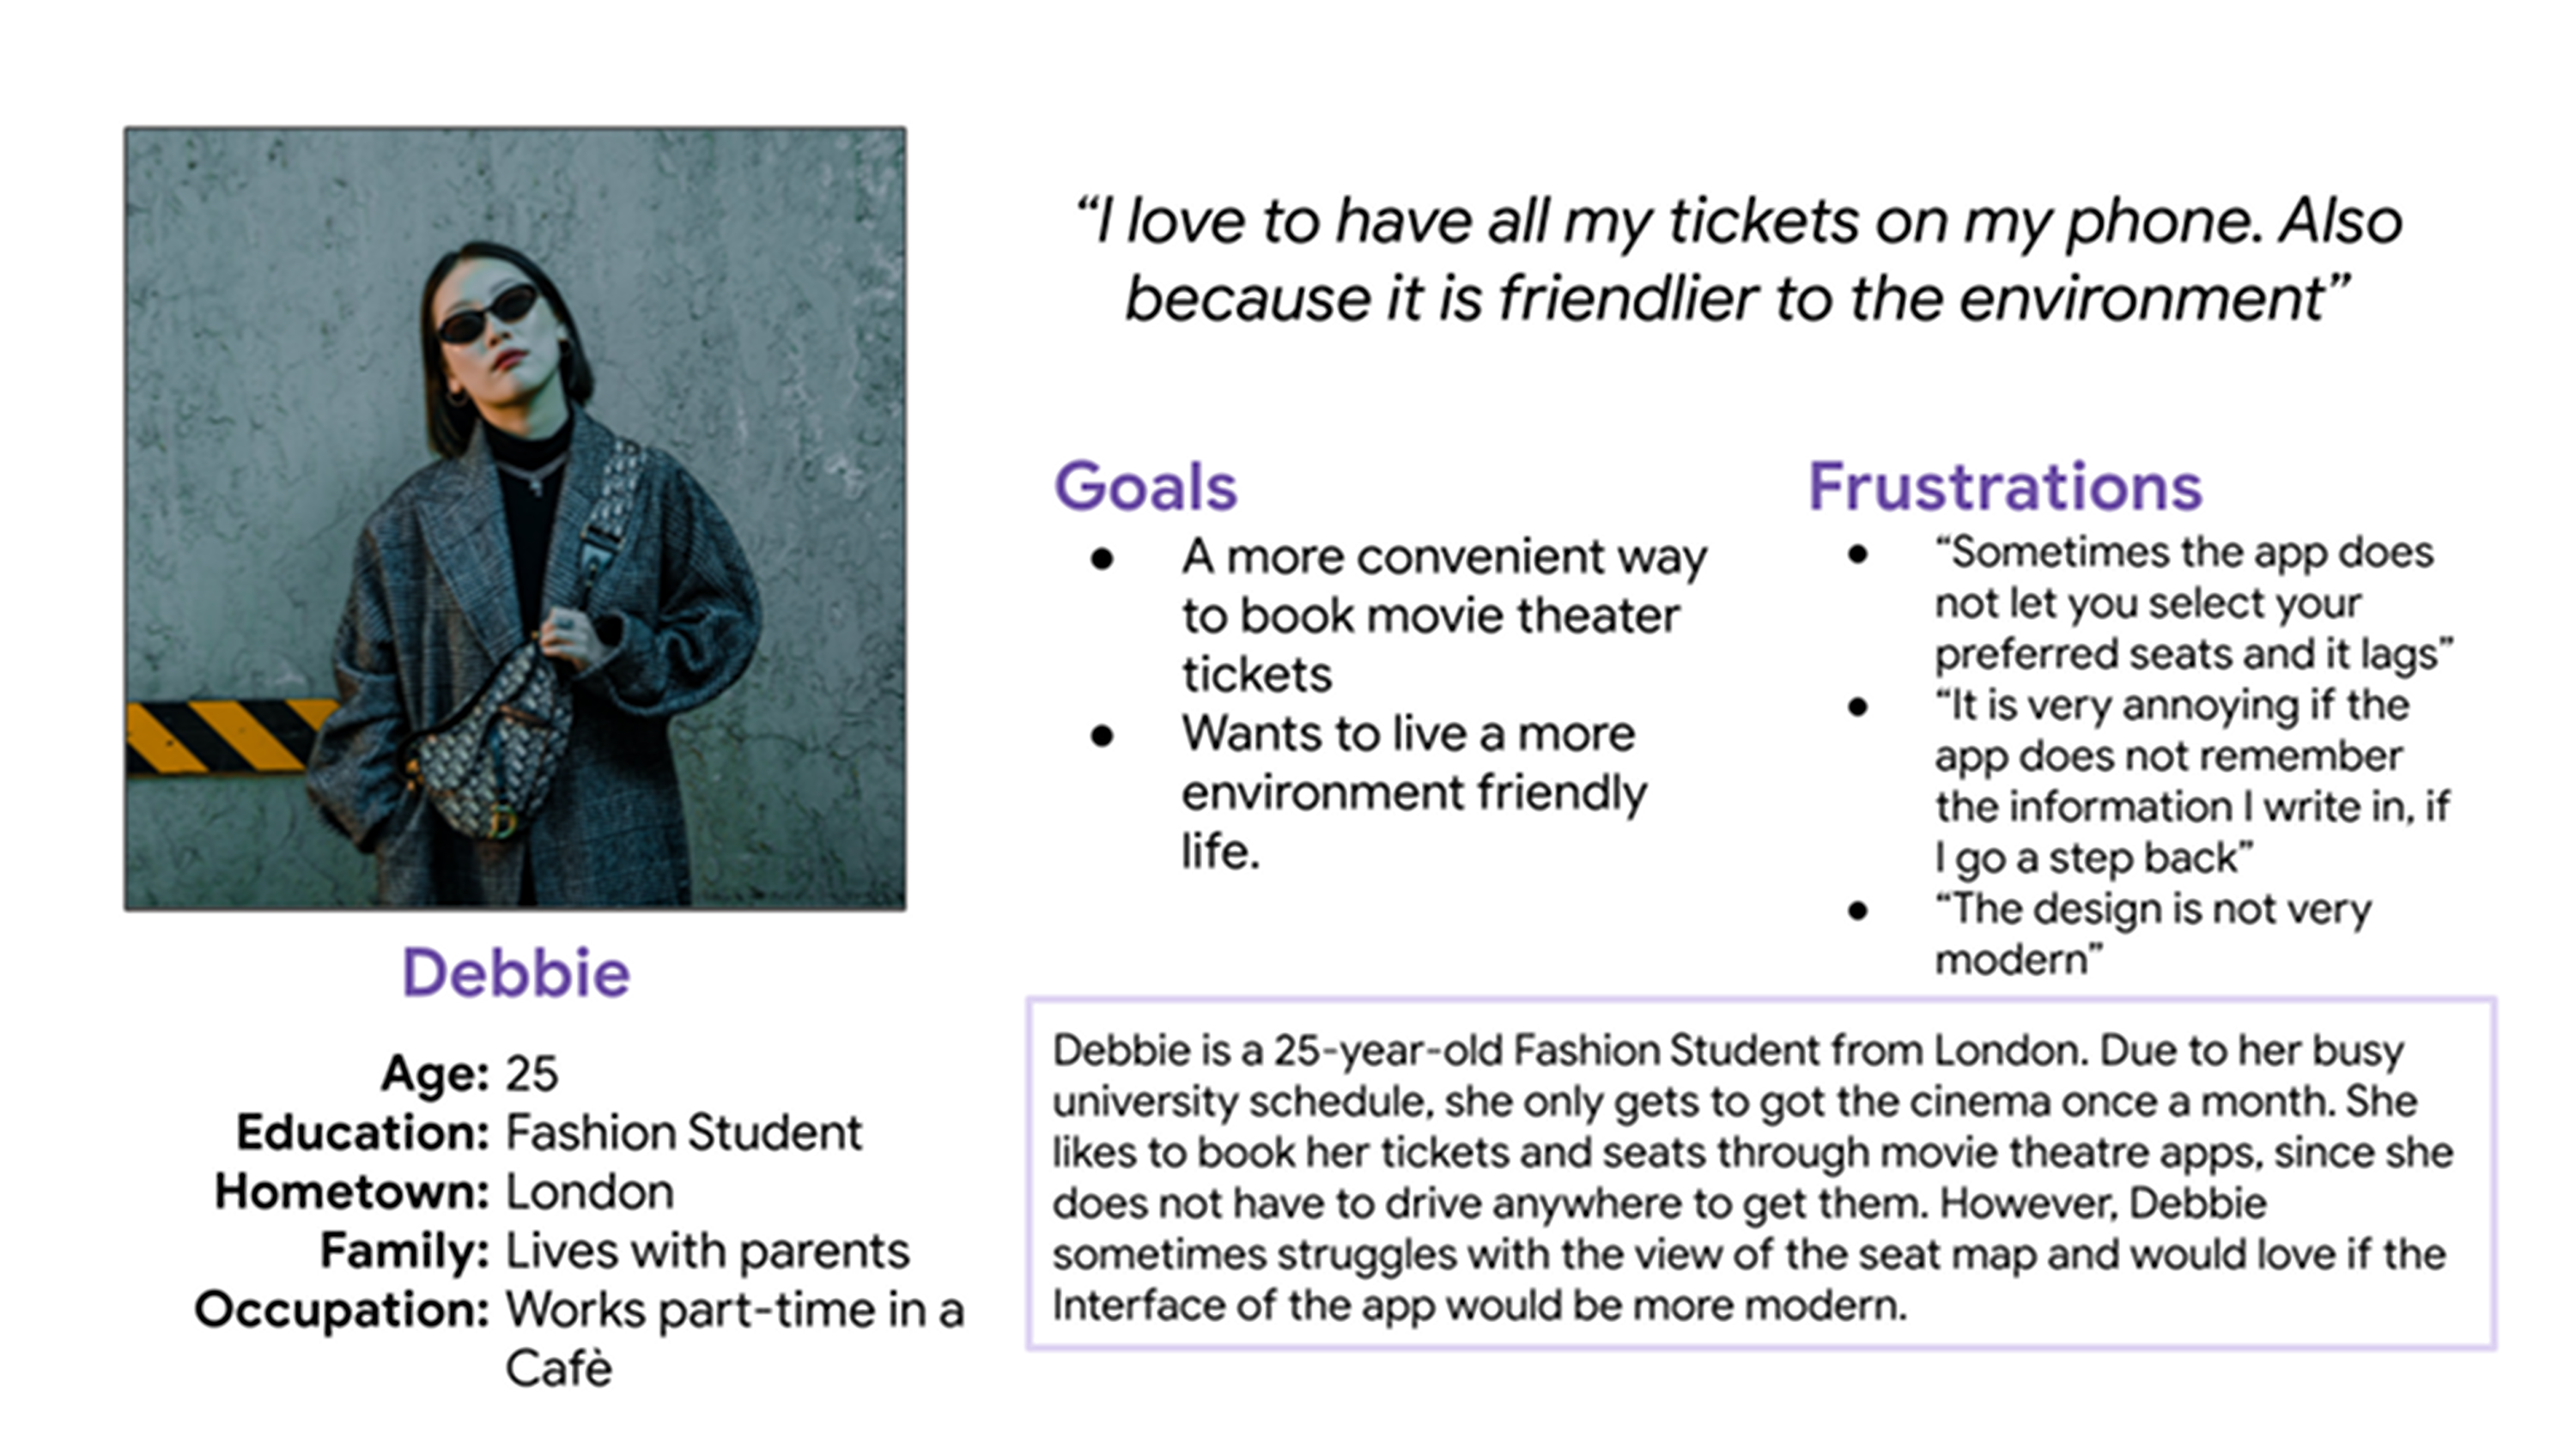 “I love to have all my tickets on my phone. Also
because it is friendlier to the environment”
Goals
● A more convenient way
to book movie theater
tickets
● Wants to live a more
environment friendly
life.
Frustrations
● “Sometimes the app does
not let you select your
preferred seats and it lags”
● “It is very annoying if the
app does not remember
the information I write in, if
I go a step back”
● “The design is not very
modern”
Debbie
Age: 25
Education: Fashion Student
Hometown: London
Family: Lives with parents
Occupation: Works part-time in a
Cafè
Debbie is a 25-year-old Fashion Student from London. Due to her busy
university schedule, she only gets to got the cinema once a month. She
likes to book her tickets and seats through movie theatre apps, since she
does not have to drive anywhere to get them. However, Debbie
sometimes struggles with the view of the seat map and would love if the
Interface of the app would be more modern.